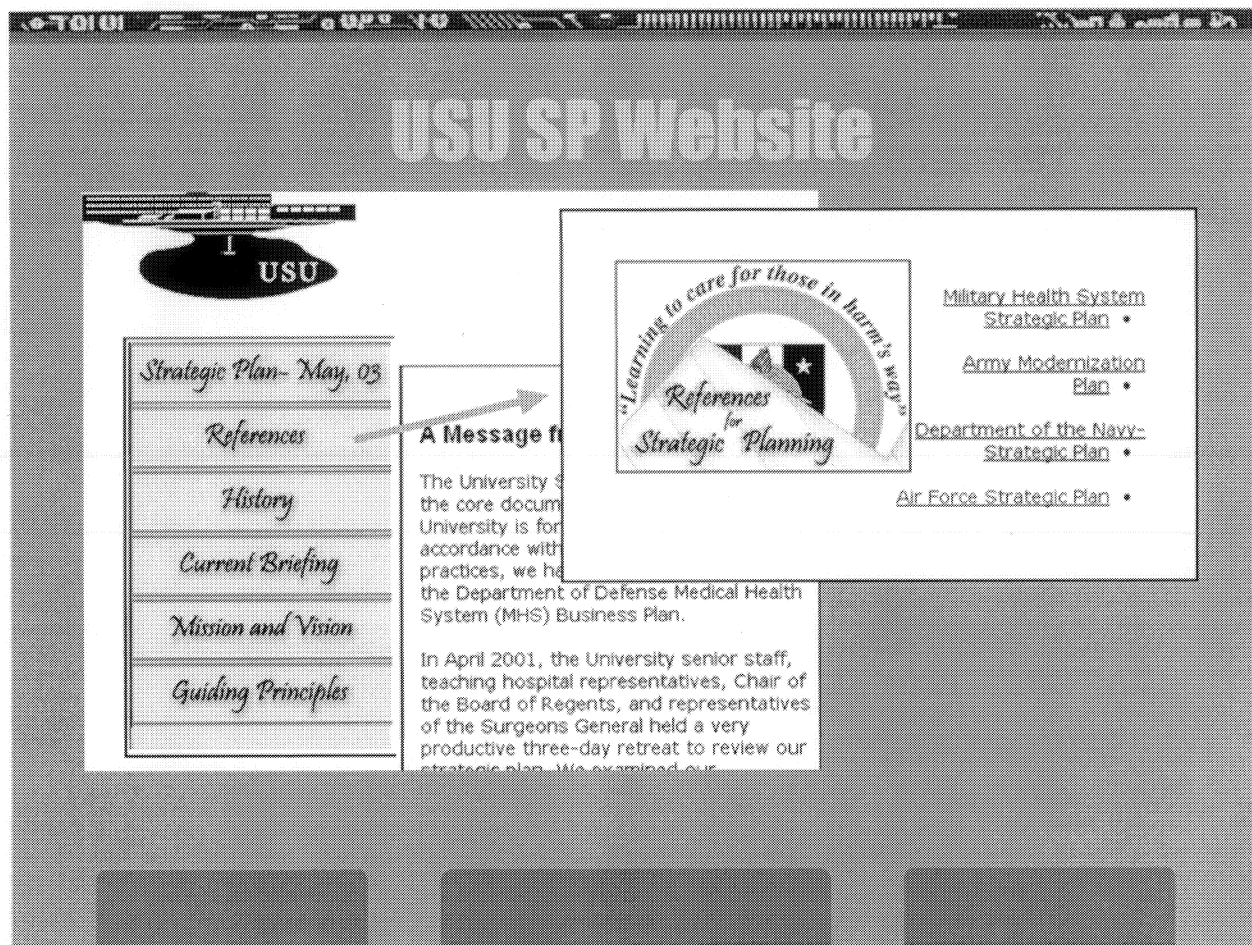 USU SP Website
USU
Strategic Plan- May, 03
References
History
Current Briefing
Mission and Vision
Guiding Principles
A Message
The University
the core
University is for
accordance with
practices, we
the Department of Defense Medical Health
System (MHS) Business Plan.
In April 2001, the University senior staff,
teaching hospital representatives, Chair of
the Board of Regents, and representatives
of the Surgeons General held a very
productive three-day retreat to review our
strategic plan. We examined our
"Learning to care for those in harm's way"
References
for
Strategic Planning
Military Health System
Strategic Plan •
Army Modernization
Plan •
Department of the Navy-
Strategic Plan •
Air Force Strategic Plan •